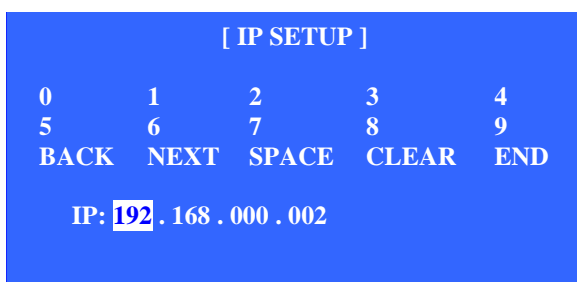 [ IP SETUP ]
0 1 2 3 4
5 6 7 8 9
BACK NEXT SPACE CLEAR END
IP: 192 . 168 . 000 . 002